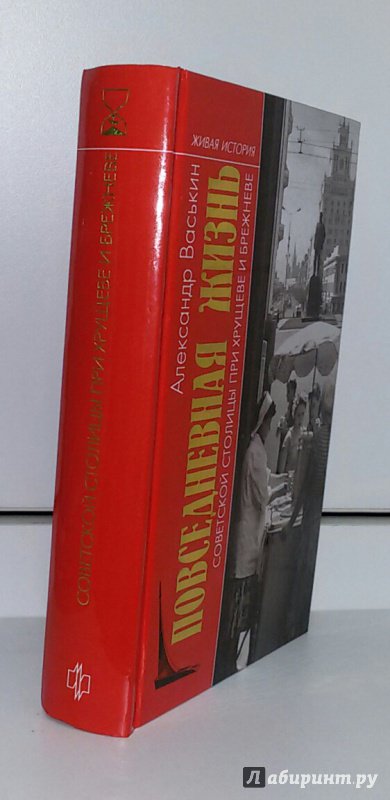 СОВЕТСКОЙ СТОЛИЦЫ ПРИ ХРУЩЕВЕ И БРЕЖНЕВЕ
ЖИВАЯ ИСТОРИЯ
Александр Васькин
ПОВСЕДНЕВНАЯ ЖИЗНЬ
СОВЕТСКОЙ СТОЛИЦЫ ПРИ ХРУЩЕВЕ И БРЕЖНЕВЕ
Лабиринт.ру